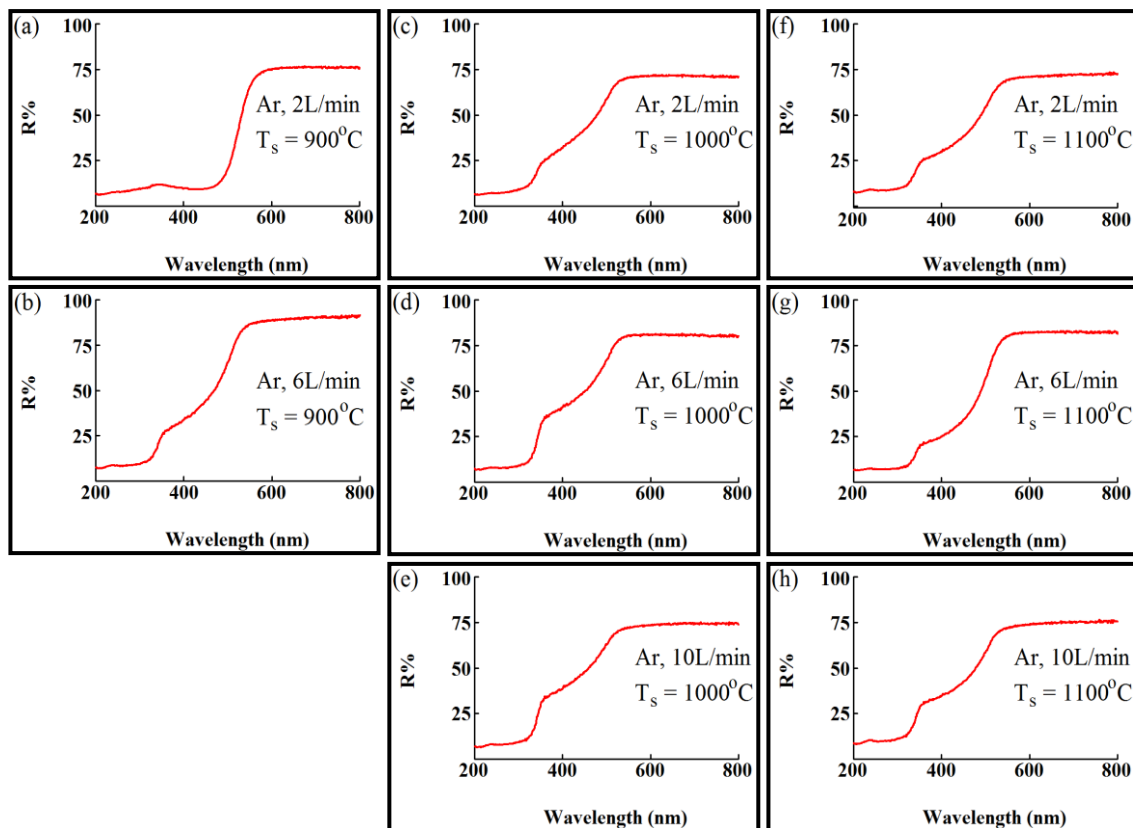 (a)
100
75
50
25
R%
Ar, 2L/min
Ts = 900°C
200 400 600 800
Wavelength (nm)
(c)
100
75
50
25
R%
Ar, 2L/min
Ts = 1000°C
200 400 600 800
Wavelength (nm)
(f)
100
75
50
25
R%
Ar, 2L/min
Ts = 1100°C
200 400 600 800
Wavelength (nm)
(b)
100
75
50
25
R%
Ar, 6L/min
Ts = 900°C
200 400 600 800
Wavelength (nm)
(d)
100
75
50
25
R%
Ar, 6L/min
Ts = 1000°C
200 400 600 800
Wavelength (nm)
(g)
100
75
50
25
R%
Ar, 6L/min
Ts = 1100°C
200 400 600 800
Wavelength (nm)
(e)
100
75
50
25
R%
Ar, 10L/min
Ts = 1000°C
200 400 600 800
Wavelength (nm)
(h)
100
75
50
25
R%
Ar, 10L/min
Ts = 1100°C
200 400 600 800
Wavelength (nm)